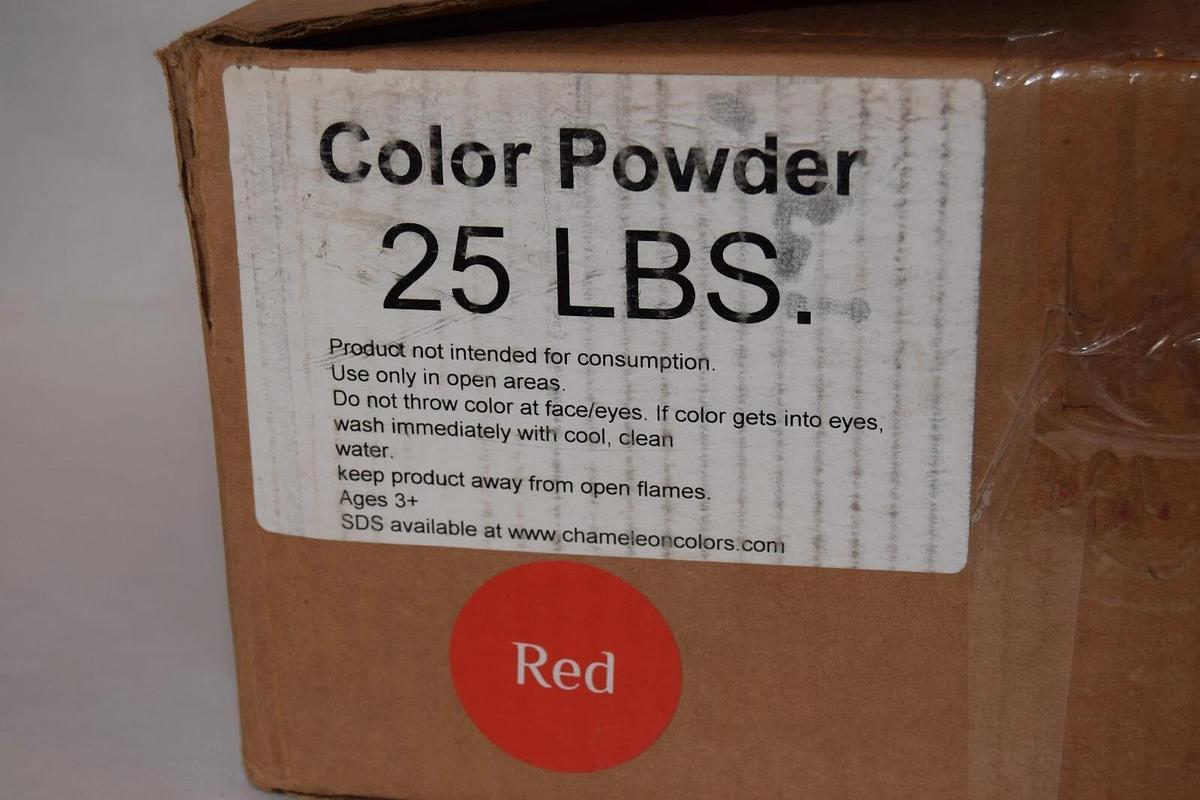 Color Powder
25 LBS.
Product not intended for consumption.
Use only in open areas.
Do not throw color at face/eyes. If color gets into eyes,
wash immediately with cool, clean
water.
keep product away from open flames.
Ages 3+
SDS available at www.chameleoncolors.com
Red